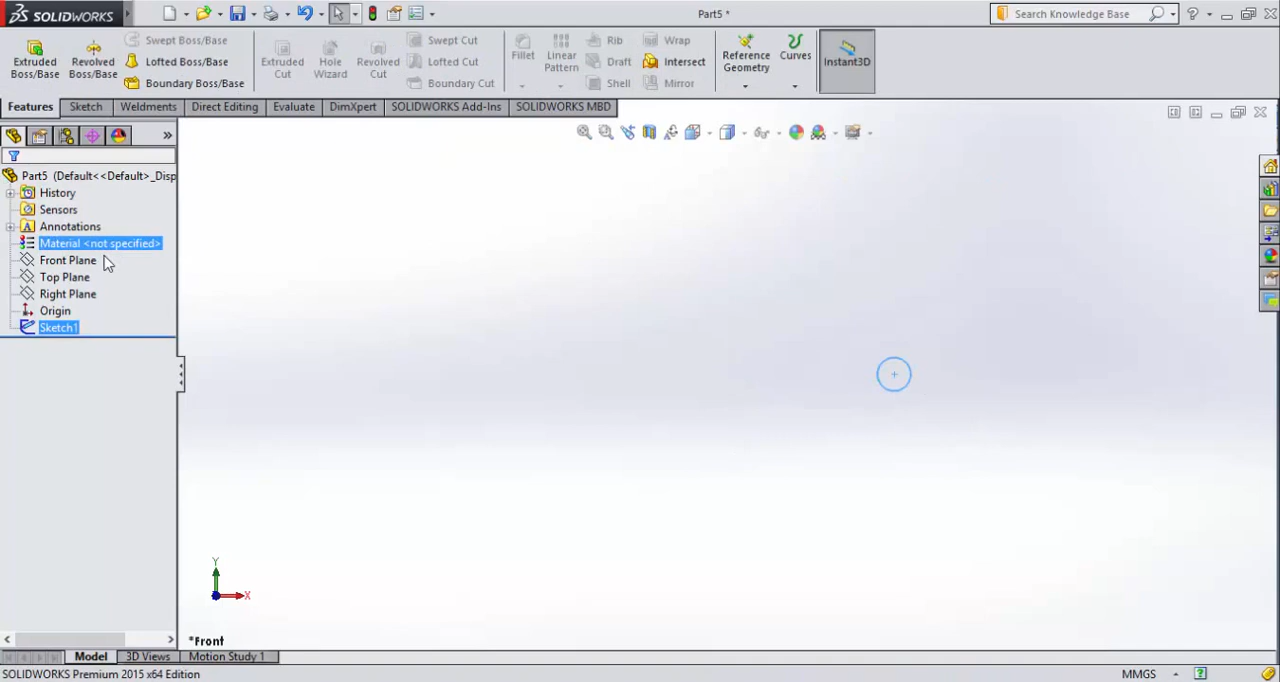 SOLIDWORKS
Part5 *
Search Knowledge Base
Extruded Boss/Base
Revolved Boss/Base
Swept Boss/Base
Lofted Boss/Base
Boundary Boss/Base
Extruded Cut
Hole Wizard
Revolved Cut
Swept Cut
Lofted Cut
Boundary Cut
Fillet
Linear Pattern
Rib
Draft
Shell
Wrap
Intersect
Mirror
Reference Geometry
Curves
Instant3D
Features
Sketch
Weldments
Direct Editing
Evaluate
DimXpert
SOLIDWORKS Add-Ins
SOLIDWORKS MBD
Part5 (Default<<Default>_Disp
History
Sensors
Annotations
Material <not specified>
Front Plane
Top Plane
Right Plane
Origin
Sketch1
Y
X
*Front
Model
3D Views
Motion Study 1
SOLIDWORKS Premium 2015 x64 Edition
MMGS